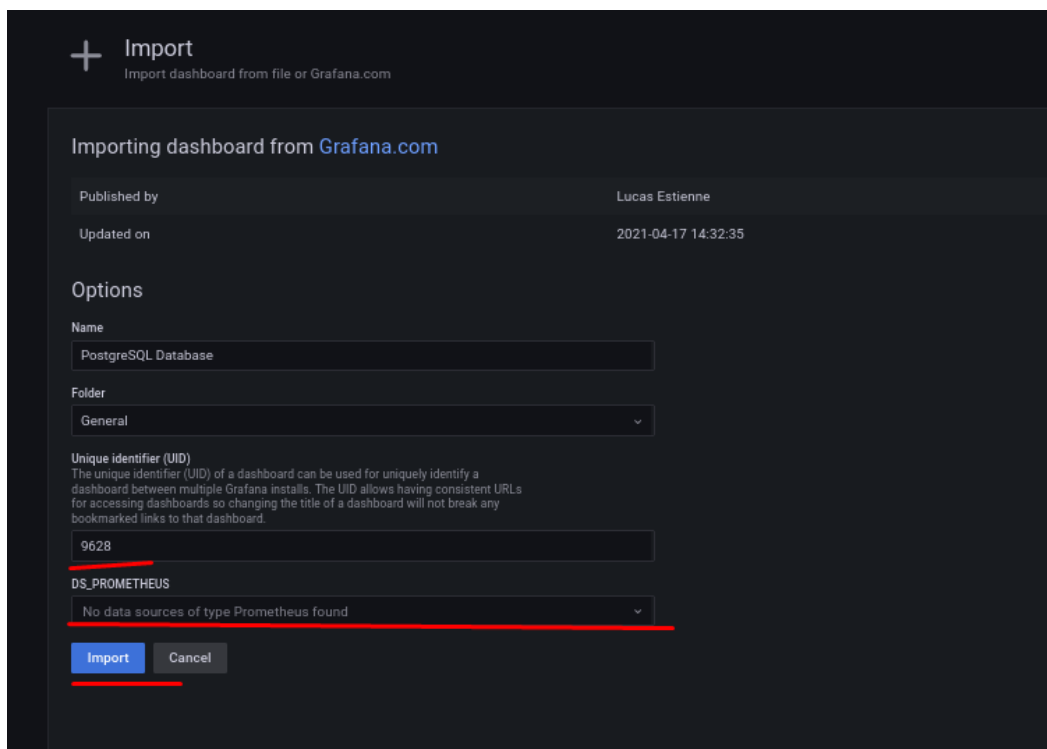 Import
Import dashboard from file or Grafana.com
Importing dashboard from Grafana.com
Published by Lucas Estienne
Updated on 2021-04-17 14:32:35
Options
Name
PostgreSQL Database
Folder
General
Unique identifier (UID)
The unique identifier (UID) of a dashboard can be used for uniquely identify a
dashboard between multiple Grafana installs. The UID allows having consistent URLs
for accessing dashboards so changing the title of a dashboard will not break any
bookmarked links to that dashboard.
9628
DS_PROMETHEUS
No data sources of type Prometheus found
Import Cancel